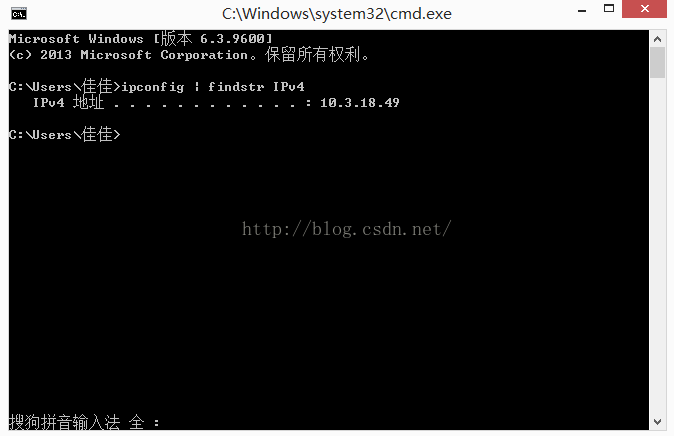 C:\Windows\system32\cmd.exe
Microsoft Windows [版本 6.3.9600]
(c) 2013 Microsoft Corporation。保留所有权利。
C:\Users\佳佳>ipconfig | findstr IPv4
IPv4 地址 . . . . . . . . . . . . : 10.3.18.49
C:\Users\佳佳>
http://blog.csdn.net/
搜狗拼音输入法 全 :